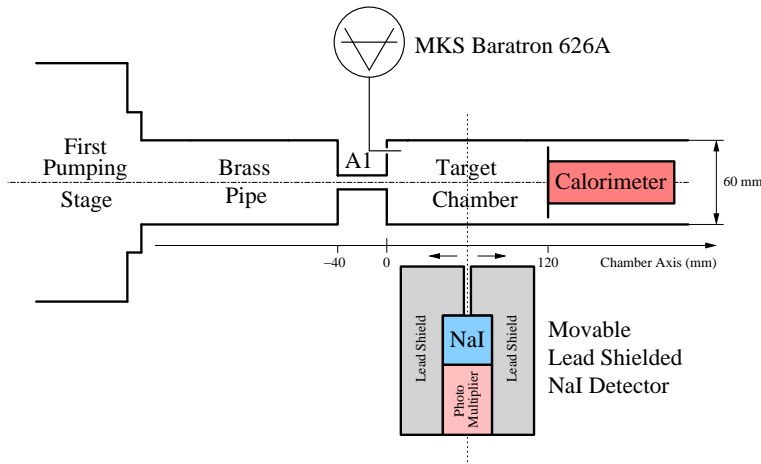 MKS Baratron 626A
First
Pumping
Stage
Brass
Pipe
A1
Target
Chamber
Calorimeter
60 mm
−40
0
120
Chamber Axis (mm)
Lead Shield
NaI
Photo
Multiplier
Lead Shield
Movable
Lead Shielded
NaI Detector